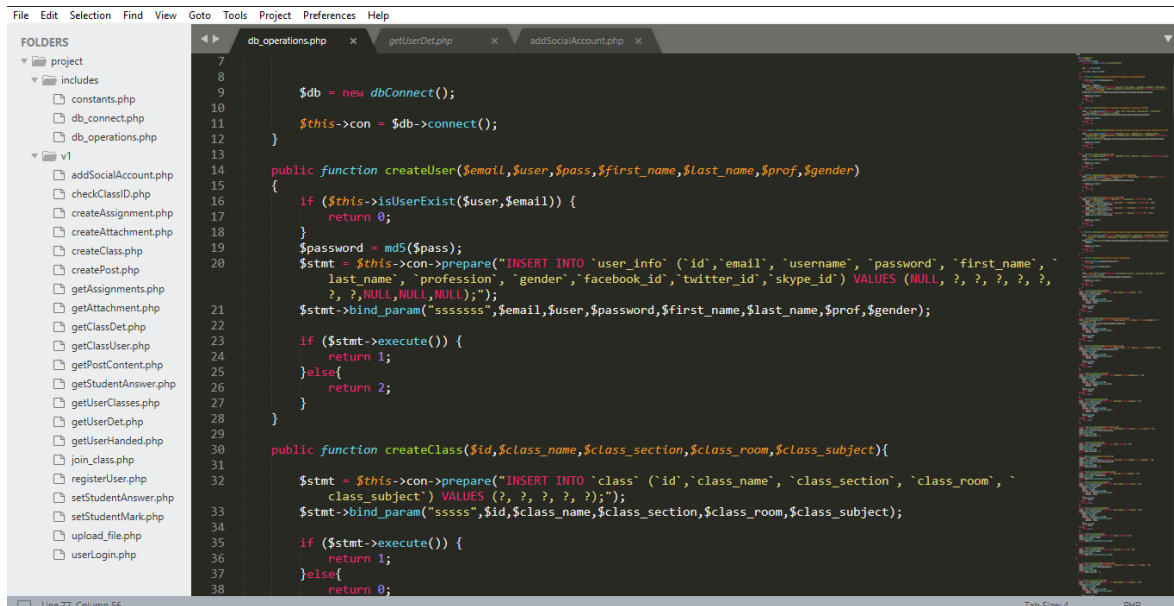 File Edit Selection Find View Goto Tools Project Preferences Help
FOLDERS
project
includes
constants.php
db_connect.php
db_operations.php
v1
addSocialAccount.php
checkClassID.php
createAssignment.php
createAttachment.php
createClass.php
createPost.php
getAssignments.php
getAttachment.php
getClassDet.php
getClassUser.php
getPostContent.php
getStudentAnswer.php
getUserClasses.php
getUserDet.php
getUserHanded.php
join_class.php
registerUser.php
setStudentAnswer.php
setStudentMark.php
upload_file.php
userLogin.php
db_operations.php × getUserDet.php × addSocialAccount.php ×
7
8
9 $db = new dbConnect();
10
11 $this->con = $db->connect();
12 }
13
14 public function createUser($email,$user,$pass,$first_name,$last_name,$prof,$gender)
15 {
16 if ($this->isUserExist($user,$email)) {
17 return 0;
18 }
19 $password = md5($pass);
20 $stmt = $this->con->prepare("INSERT INTO `user_info` (`id`,`email`, `username`, `password`, `first_name`, `
last_name`, `profession`, `gender`,`facebook_id`,`twitter_id`,`skype_id`) VALUES (NULL, ?, ?, ?, ?, ?,
?, ?,NULL,NULL,NULL);");
21 $stmt->bind_param("sssssss",$email,$user,$password,$first_name,$last_name,$prof,$gender);
22
23 if ($stmt->execute()) {
24 return 1;
25 }else{
26 return 2;
27 }
28 }
29
30 public function createClass($id,$class_name,$class_section,$class_room,$class_subject){
31
32 $stmt = $this->con->prepare("INSERT INTO `class` (`id`,`class_name`, `class_section`, `class_room`, `
class_subject`) VALUES (?, ?, ?, ?, ?);");
33 $stmt->bind_param("sssss",$id,$class_name,$class_section,$class_room,$class_subject);
34
35 if ($stmt->execute()) {
36 return 1;
37 }else{
38 return 0;
Line 77, Column 56 Tab Size: 4 PHP